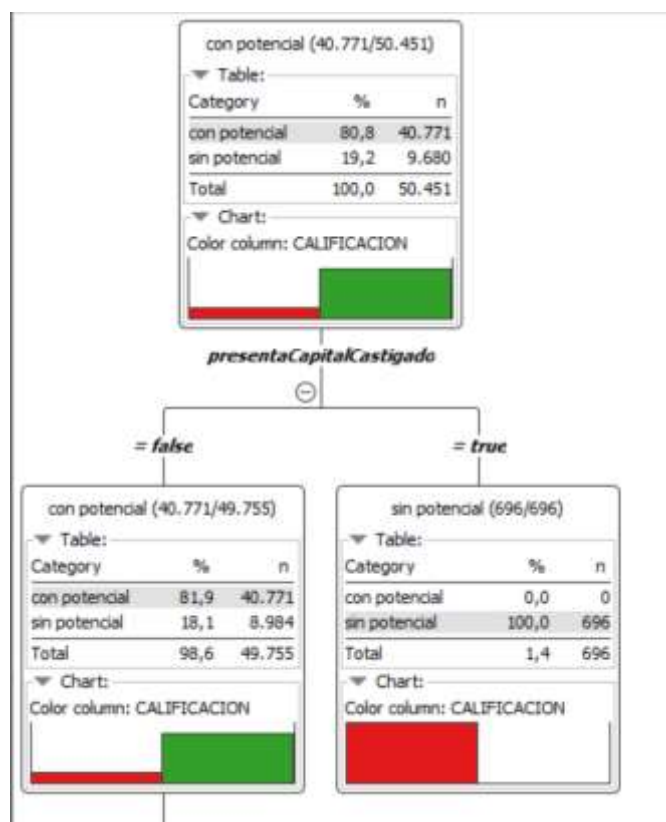 con potencial (40.771/50.451)
Table:
Category % n
con potencial 80,8 40.771
sin potencial 19,2 9.680
Total 100,0 50.451
Chart:
Color column: CALIFICACION
presentaCapitalCastigado
= false
= true
con potencial (40.771/49.755)
Table:
Category % n
con potencial 81,9 40.771
sin potencial 18,1 8.984
Total 98,6 49.755
Chart:
Color column: CALIFICACION
sin potencial (696/696)
Table:
Category % n
con potencial 0,0 0
sin potencial 100,0 696
Total 1,4 696
Chart:
Color column: CALIFICACION